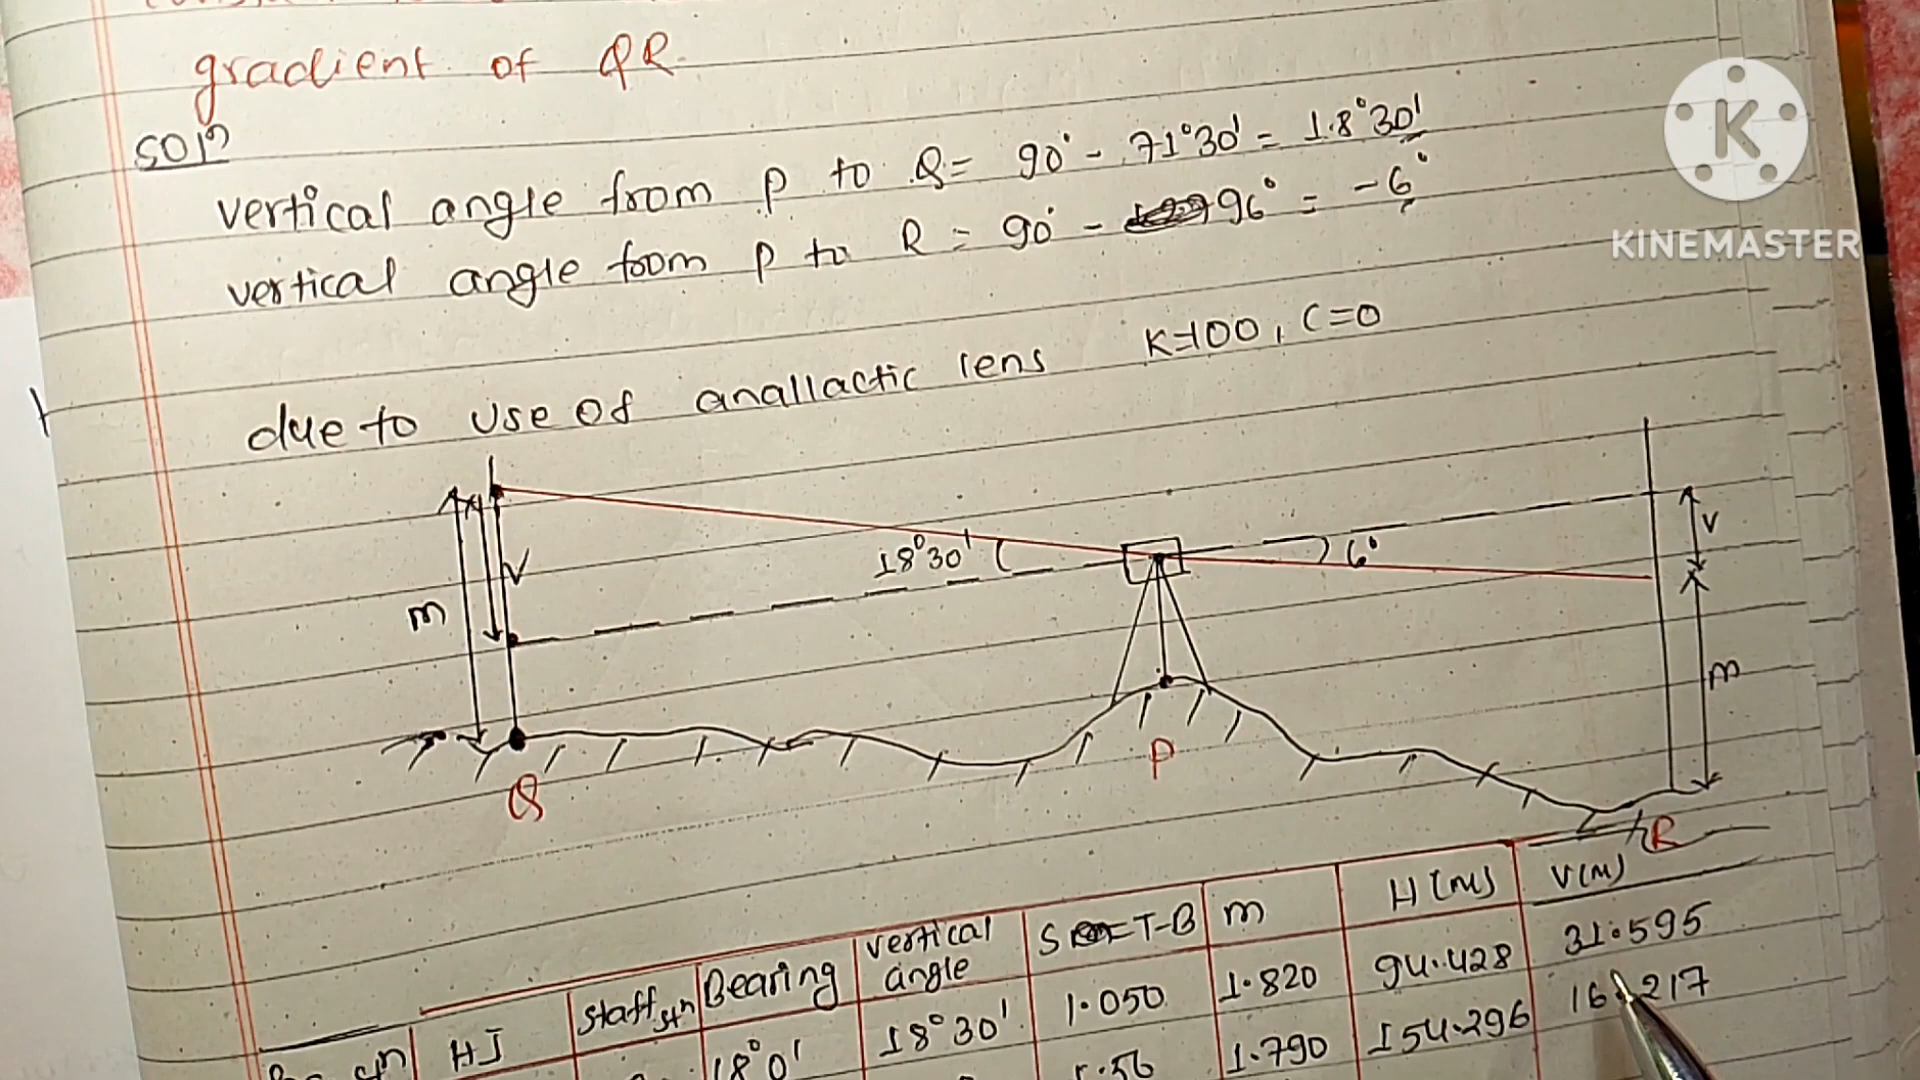 gradient of QR
Soln
vertical angle from P to Q = 90° - 71°30' = 18°30'
vertical angle from P to R = 90° - 96° = -6°
K
KINEMASTER
due to use of anallactic lens K=100, C=0
18°30'
6°
V
V
m
m
Q
P
R
HI
Staff stn
Bearing
vertical angle
S = T-B
m
H (m)
V (m)
18°0'
18°30'
1.050
1.820
94.428
31.595
1.56
1.790
154.296
16.217